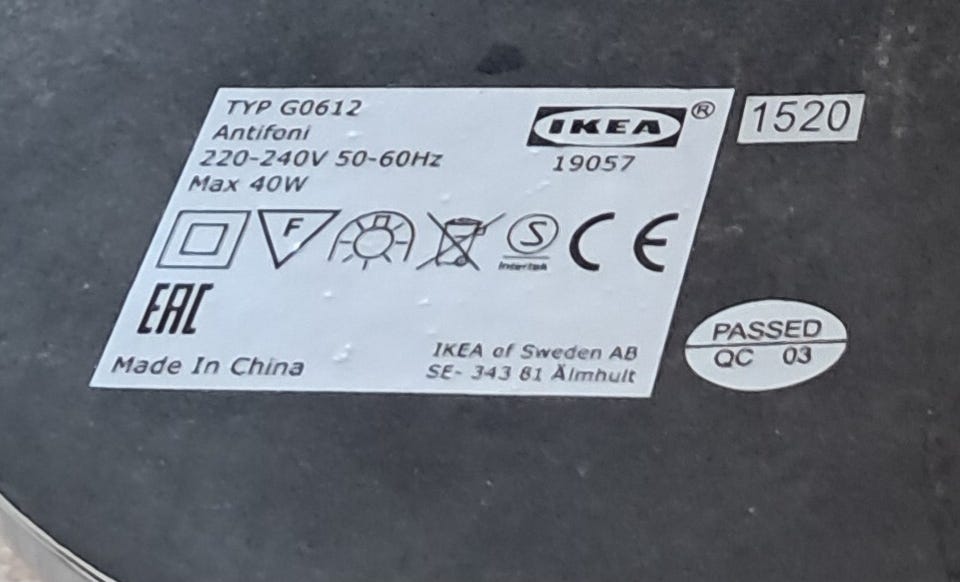 TYP G0612
Antifoni
220-240V 50-60Hz
Max 40W
IKEA®
19057
1520
F
S
Intertek
CE
EAC
Made In China
IKEA of Sweden AB
SE- 343 81 Älmhult
PASSED
QC 03